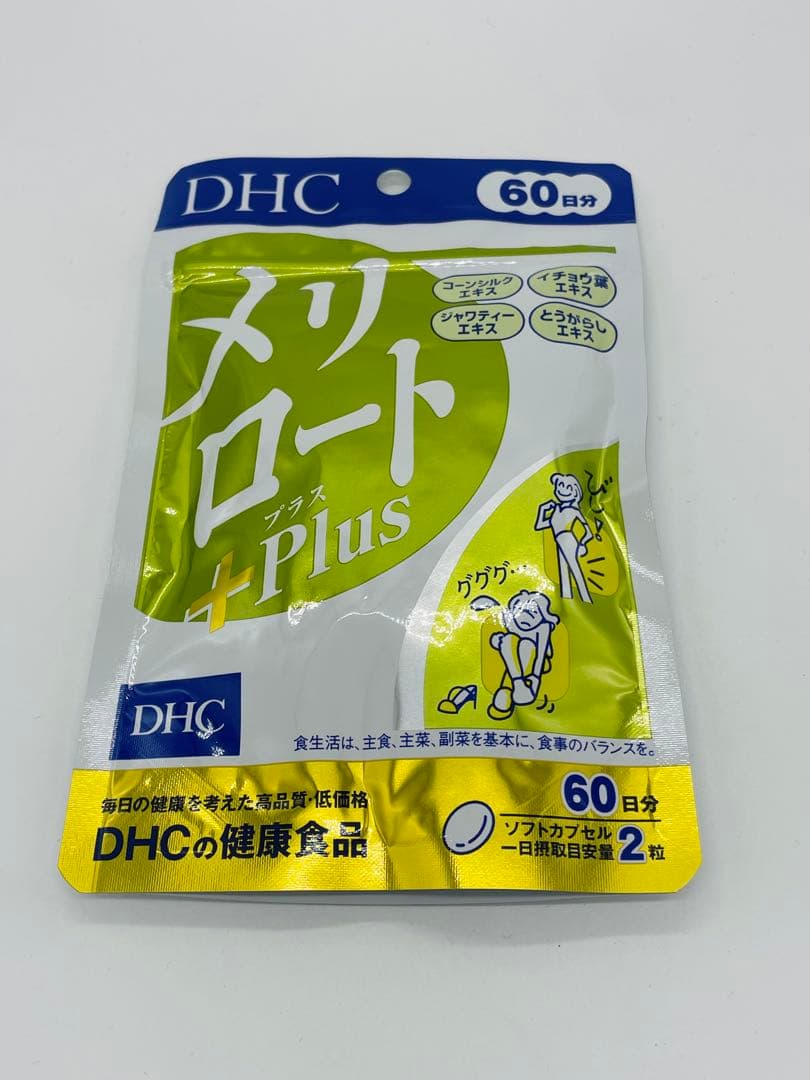 DHC
60日分
コーンシルク
エキス
イチョウ葉
エキス
ジャワティー
エキス
とうがらし
エキス
メリ
ロート
プラス
+Plus
グググ…
DHC
食生活は、主食、主菜、副菜を基本に、食事のバランスを。
毎日の健康を考えた高品質・低価格
DHCの健康食品
60日分
ソフトカプセル
一日摂取目安量2粒